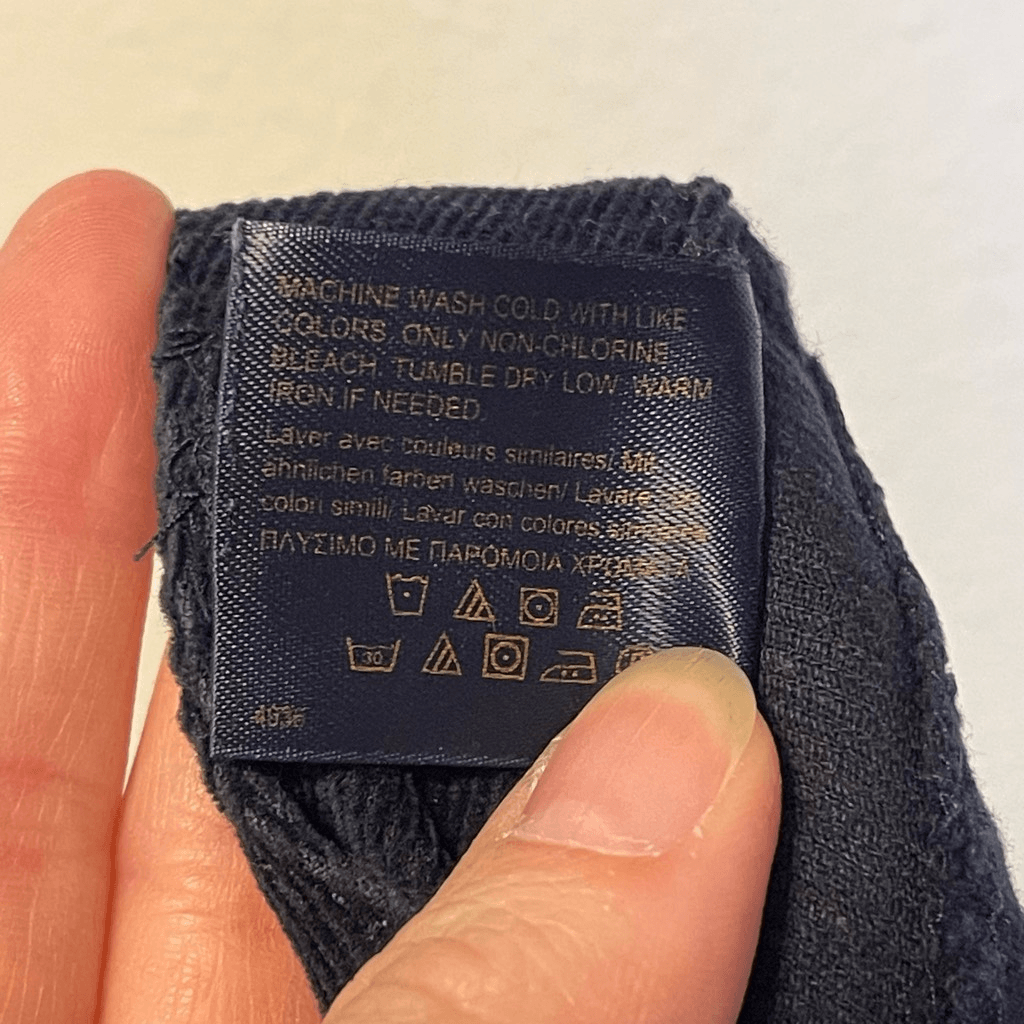 MACHINE WASH COLD WITH LIKE
COLORS. ONLY NON-CHLORINE
BLEACH. TUMBLE DRY LOW. WARM
IRON IF NEEDED.
Laver avec couleurs similaires/ Mit
ähnlichen farben waschen/ Lavare
colori simili/ Lavar con colores
ΠΛΥΣΙΜΟ ΜΕ ΠΑΡΟΜΟΙΑ
30